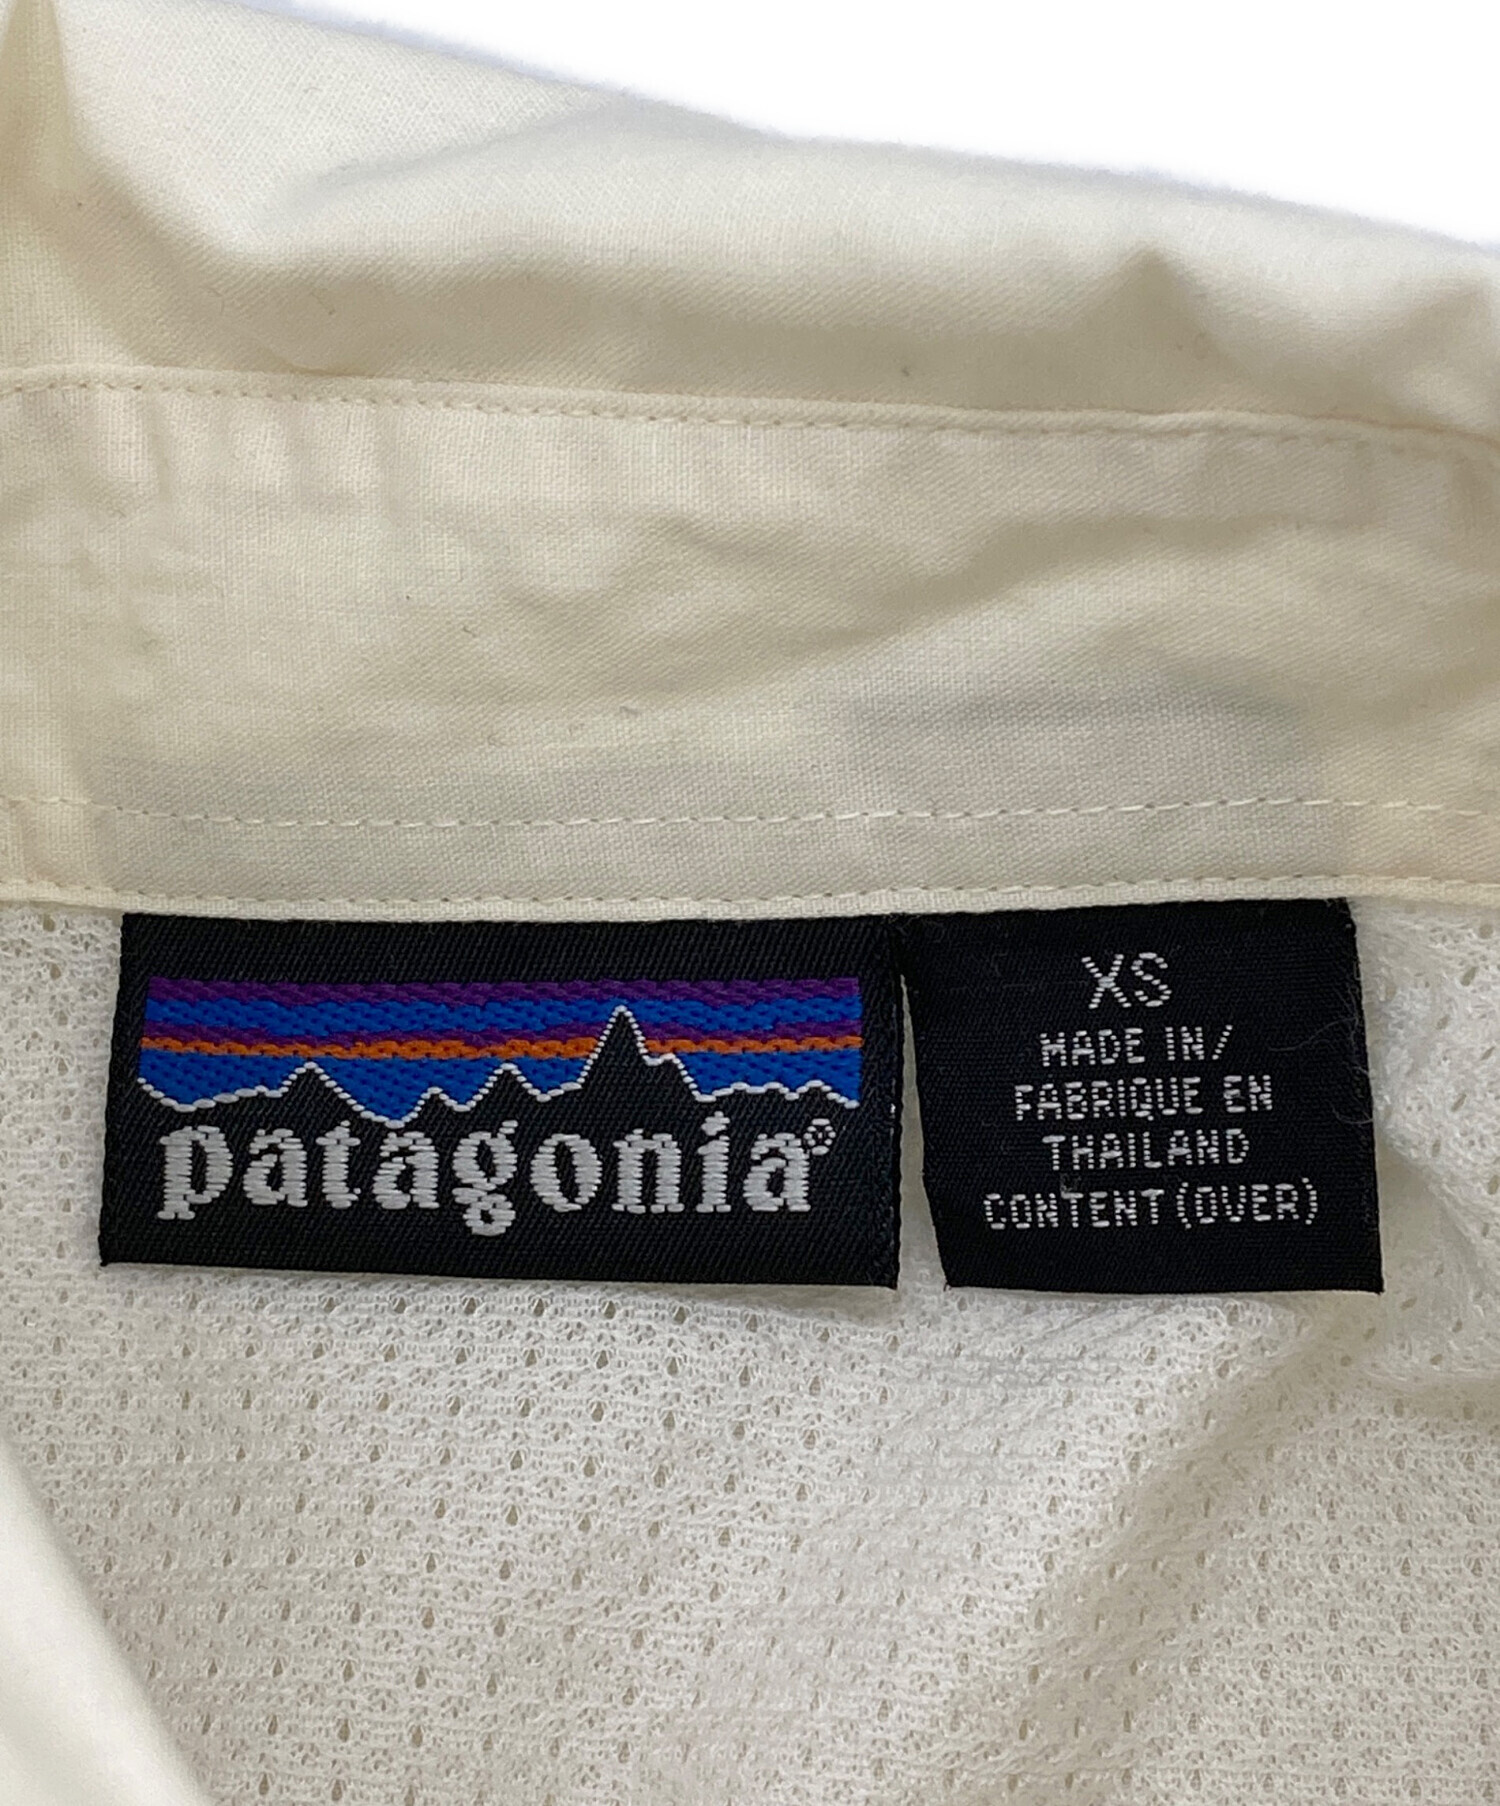 patagonia®
XS
MADE IN/
FABRIQUE EN
THAILAND
CONTENT (OVER)